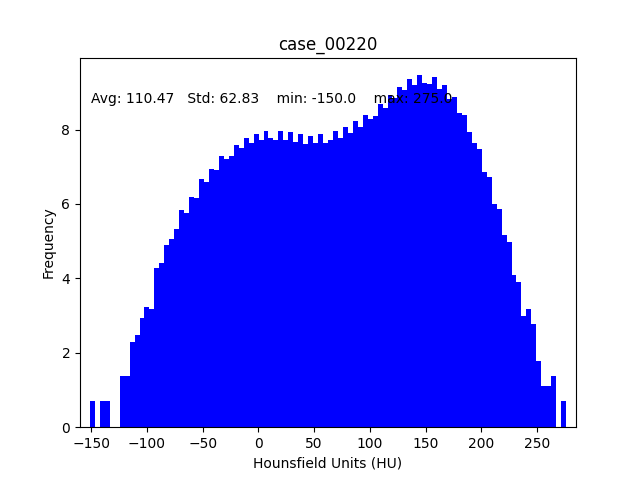 case_00220
Avg: 110.47 Std: 62.83 min: -150.0 max: 275.0
8
6
4
2
0
Frequency
−150 −100 −50 0 50 100 150 200 250
Hounsfield Units (HU)